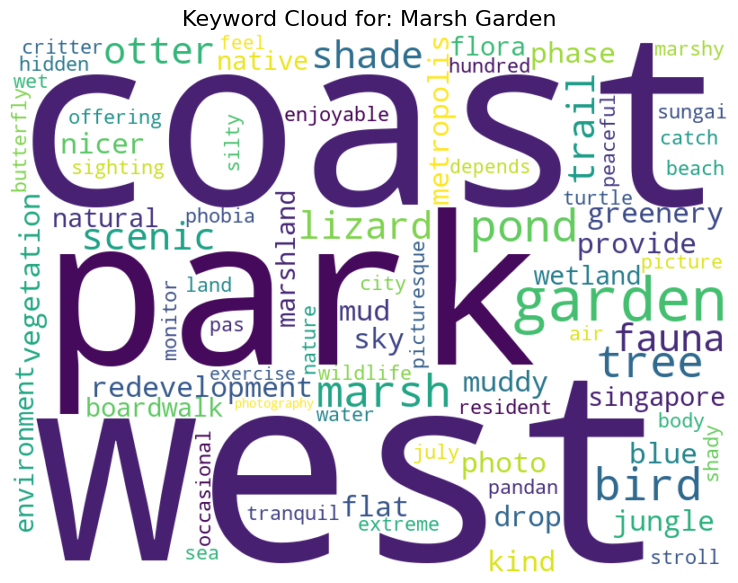 Keyword Cloud for: Marsh Garden
critter
otter
feel
native
shade
metropolis
flora
hundred
phase
marshy
hidden
wet
coast
butterfly
offering
nicer
sighting
silty
enjoyable
depends
trail
peaceful
sungai
catch
beach
turtle
natural
phobia
scenic
vegetation
marshland
lizard
pond
greenery
provide
picture
wetland
park
monitor
land
pas
city
mud
sky
picturesque
garden
air
fauna
tree
nature
exercise
wildlife
redevelopment
boardwalk
photography
marsh
water
muddy
resident
singapore
environment
west
occasional
tranquil
flat
extreme
sea
july
photo
pandan
drop
kind
body
blue
shady
bird
jungle
stroll